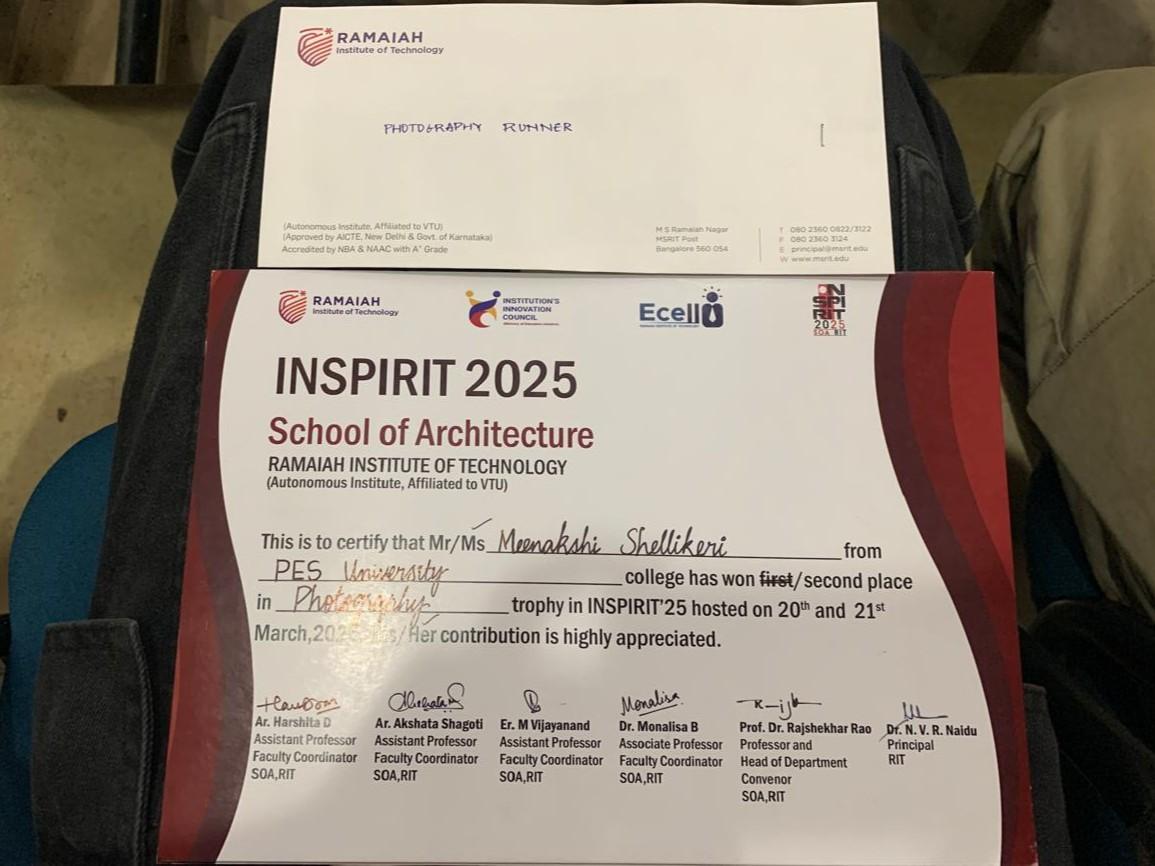 RAMAIAH
Institute of Technology
PHOTOGRAPHY RUNNER
(Autonomous Institute, Affiliated to VTU)
(Approved by AICTE, New Delhi & Govt. of Karnataka)
Accredited by NBA & NAAC with A⁺ Grade
M S Ramaiah Nagar
MSRIT Post
Bangalore 560 054
T 080 2360 0822/3122
F 080 2360 3124
E principal@msrit.edu
W www.msrit.edu
RAMAIAH
Institute of Technology
INSTITUTION'S
INNOVATION
COUNCIL
Ecell
IN
SPI
RIT
2025
SOA RIT
INSPIRIT 2025
School of Architecture
RAMAIAH INSTITUTE OF TECHNOLOGY
(Autonomous Institute, Affiliated to VTU)
This is to certify that Mr/Ms Meenakshi Shellikeri from
PES University college has won first/second place
in Photography trophy in INSPIRIT'25 hosted on 20th and 21st
March,2025. His/Her contribution is highly appreciated.
Monalisa
Ar. Harshita D
Assistant Professor
Faculty Coordinator
SOA,RIT
Ar. Akshata Shagoti
Assistant Professor
Faculty Coordinator
SOA,RIT
Er. M Vijayanand
Assistant Professor
Faculty Coordinator
SOA,RIT
Dr. Monalisa B
Associate Professor
Faculty Coordinator
SOA,RIT
Prof. Dr. Rajshekhar Rao
Professor and
Head of Department
Convenor
SOA,RIT
Dr. N. V. R. Naidu
Principal
RIT